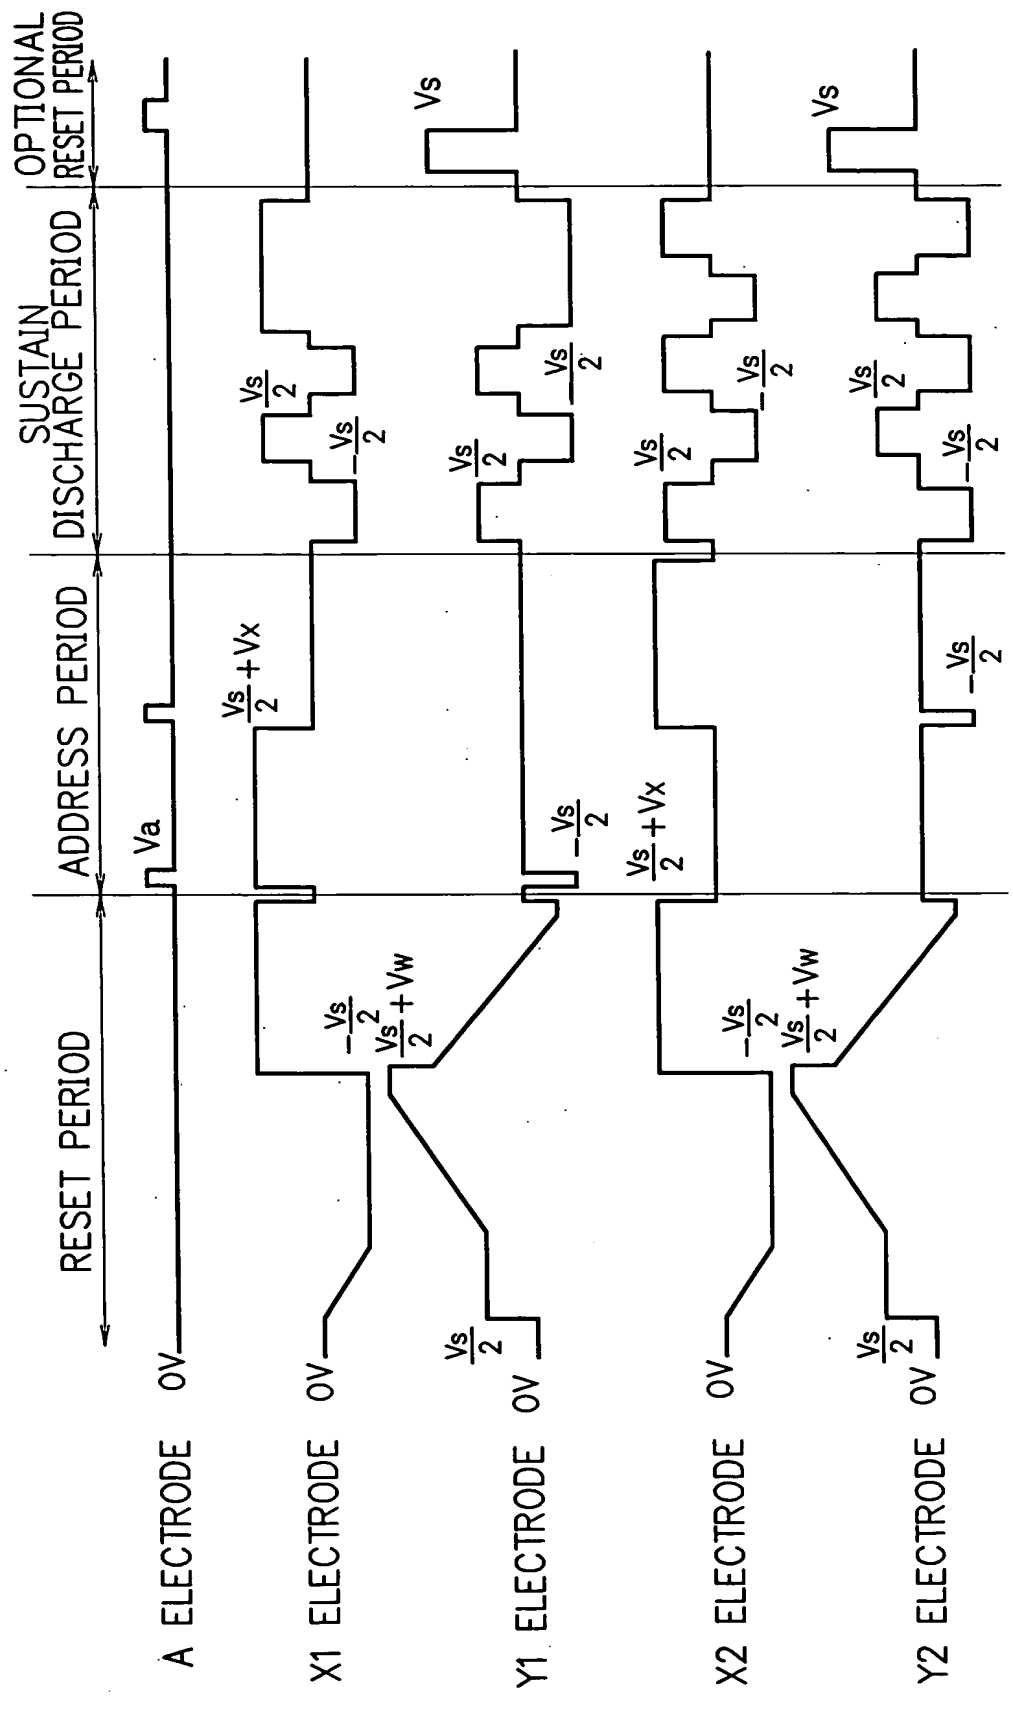 RESET PERIOD
ADDRESS PERIOD
SUSTAIN
DISCHARGE PERIOD
OPTIONAL
RESET PERIOD
A ELECTRODE 0V
Va
X1 ELECTRODE 0V
-Vs/2
Vs/2+Vx
-Vs/2
Vs/2
Y1 ELECTRODE 0V
Vs/2
Vs/2+Vw
-Vs/2
Vs/2
-Vs/2
Vs
X2 ELECTRODE 0V
-Vs/2
Vs/2+Vx
Vs/2
-Vs/2
Y2 ELECTRODE 0V
Vs/2
Vs/2+Vw
-Vs/2
-Vs/2
Vs/2
Vs